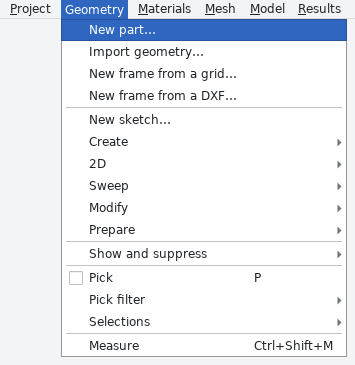 Project Geometry Materials Mesh Model Results
New part...
Import geometry...
New frame from a grid...
New frame from a DXF...
New sketch...
Create
2D
Sweep
Modify
Prepare
Show and suppress
Pick P
Pick filter
Selections
Measure Ctrl+Shift+M